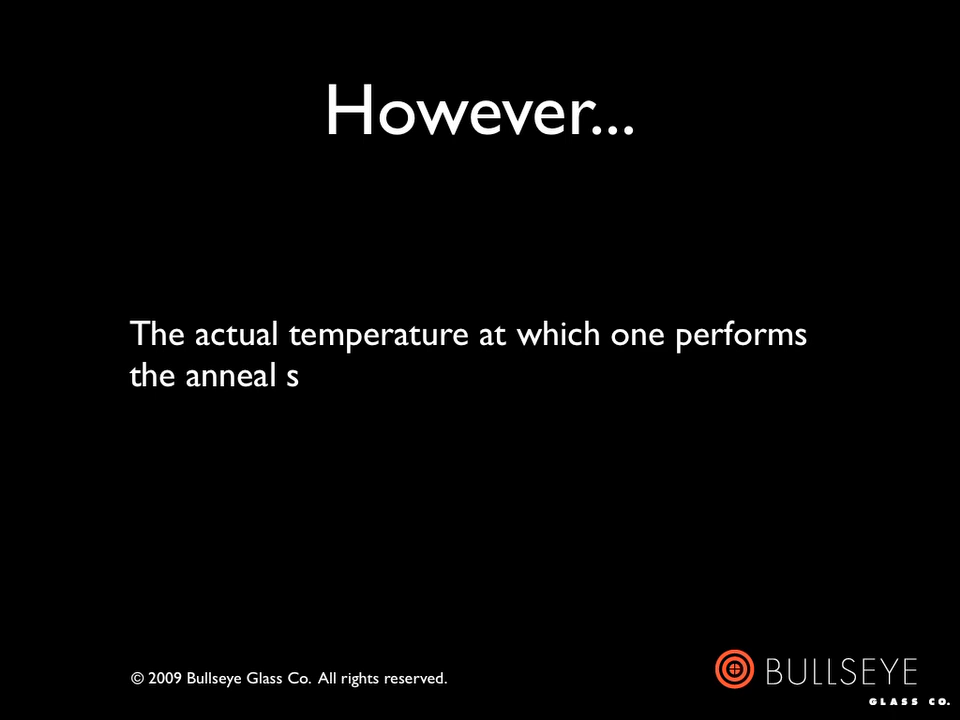 However...
The actual temperature at which one performs
the anneal s
© 2009 Bullseye Glass Co. All rights reserved.
BULLSEYE
GLASS CO.